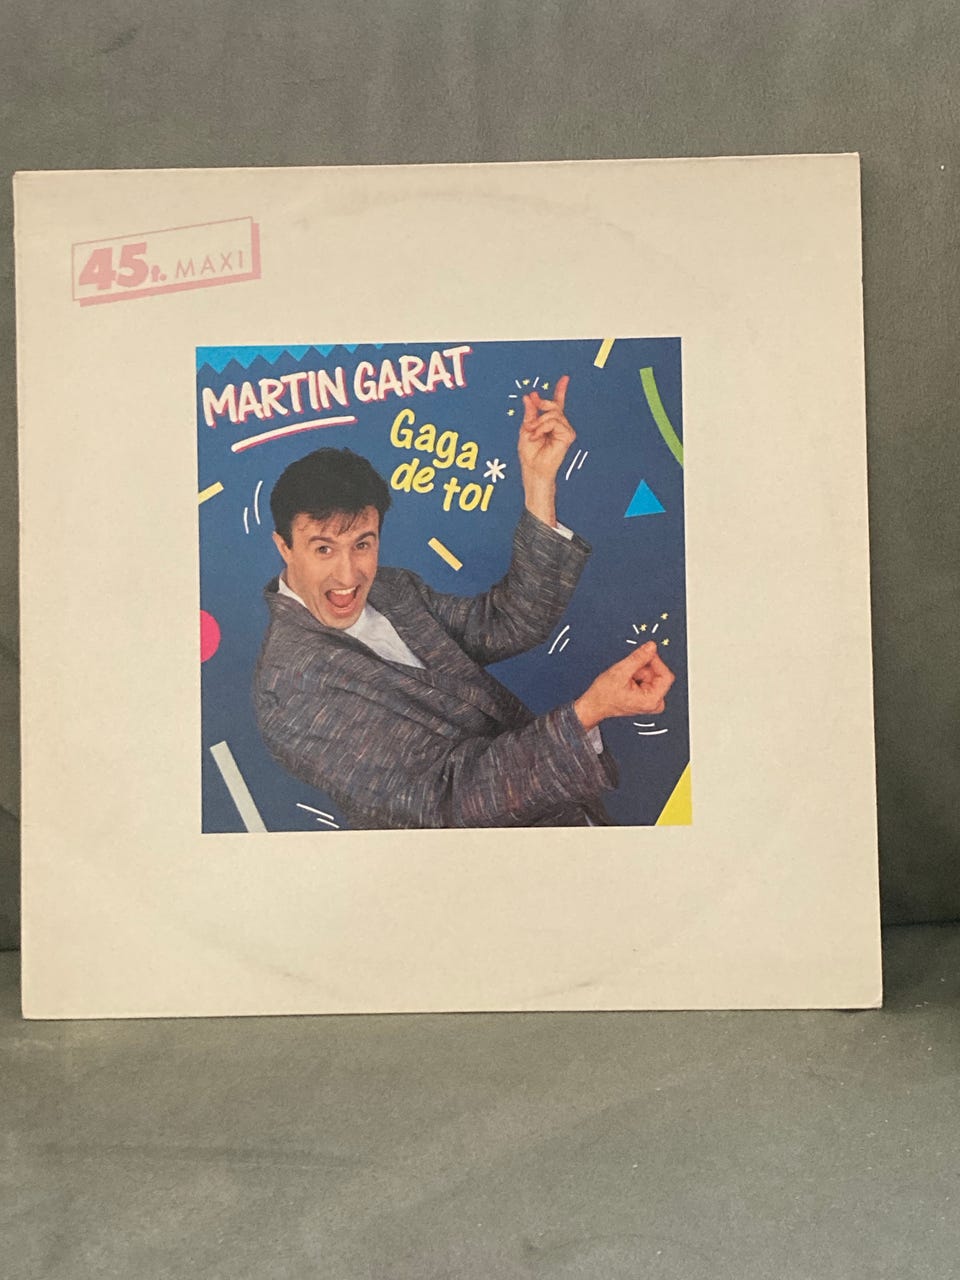 45t. MAXI
MARTIN GARAT
Gaga
de toi*